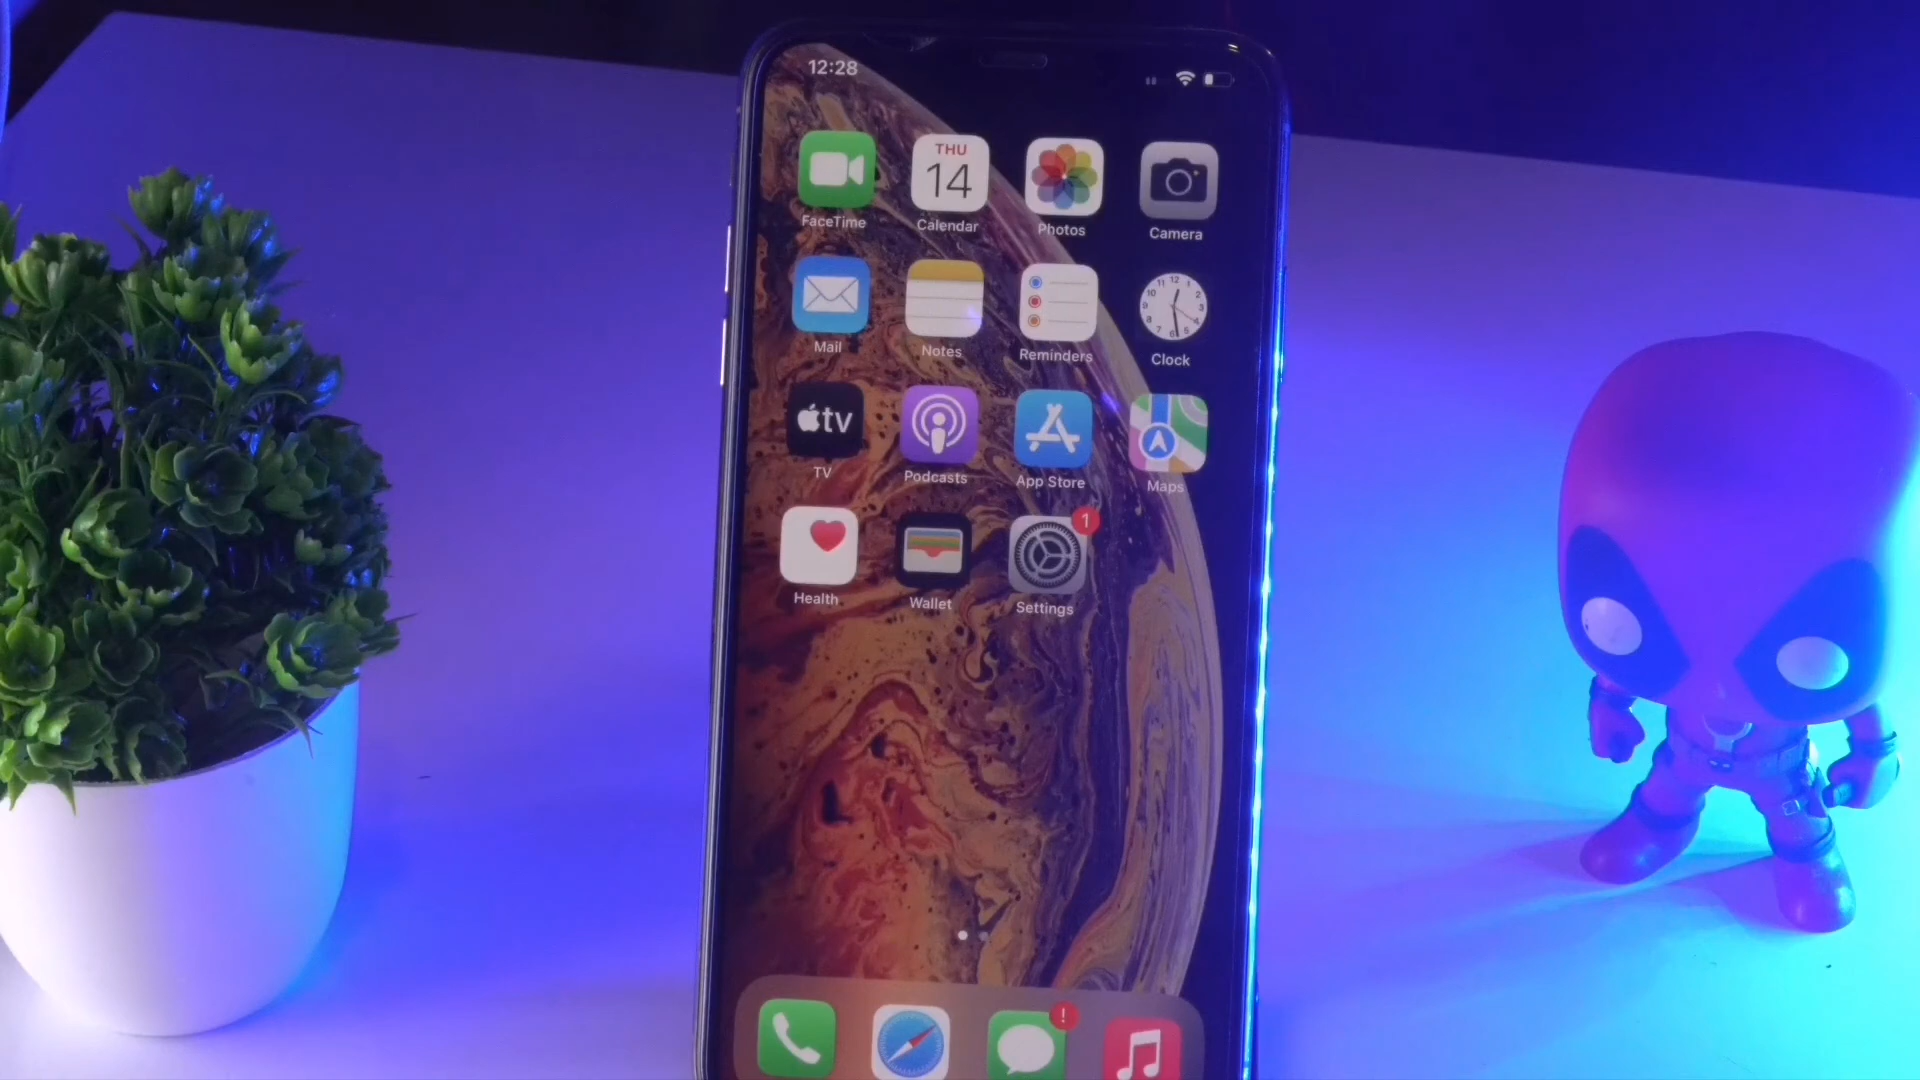 12:28
THU
14
FaceTime
Calendar
Photos
Camera
Mail
Notes
Reminders
Clock
tv
TV
Podcasts
App Store
Maps
1
Health
Wallet
Settings
!